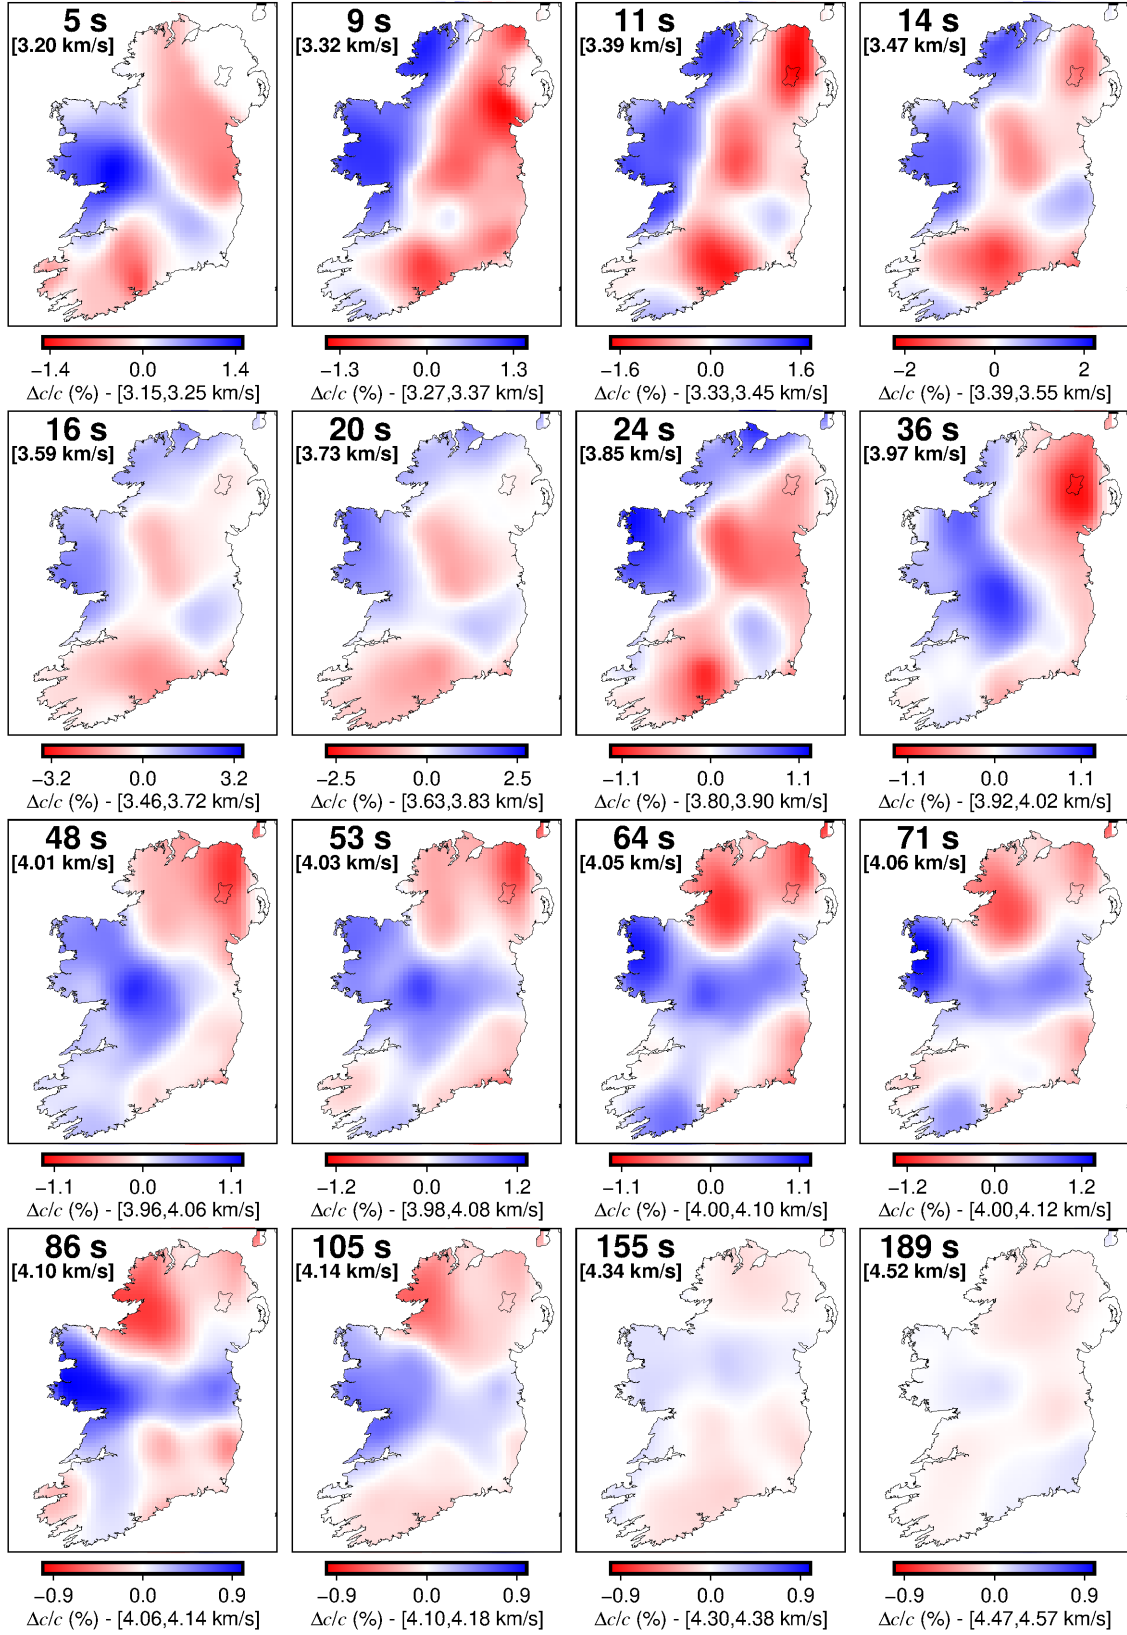 5 s
[3.20 km/s]
9 s
[3.32 km/s]
11 s
[3.39 km/s]
14 s
[3.47 km/s]
−1.4 0.0 1.4
Δc/c (%) - [3.15,3.25 km/s]
−1.3 0.0 1.3
Δc/c (%) - [3.27,3.37 km/s]
−1.6 0.0 1.6
Δc/c (%) - [3.33,3.45 km/s]
−2 0 2
Δc/c (%) - [3.39,3.55 km/s]
16 s
[3.59 km/s]
20 s
[3.73 km/s]
24 s
[3.85 km/s]
36 s
[3.97 km/s]
−3.2 0.0 3.2
Δc/c (%) - [3.46,3.72 km/s]
−2.5 0.0 2.5
Δc/c (%) - [3.63,3.83 km/s]
−1.1 0.0 1.1
Δc/c (%) - [3.80,3.90 km/s]
−1.1 0.0 1.1
Δc/c (%) - [3.92,4.02 km/s]
48 s
[4.01 km/s]
53 s
[4.03 km/s]
64 s
[4.05 km/s]
71 s
[4.06 km/s]
−1.1 0.0 1.1
Δc/c (%) - [3.96,4.06 km/s]
−1.2 0.0 1.2
Δc/c (%) - [3.98,4.08 km/s]
−1.1 0.0 1.1
Δc/c (%) - [4.00,4.10 km/s]
−1.2 0.0 1.2
Δc/c (%) - [4.00,4.12 km/s]
86 s
[4.10 km/s]
105 s
[4.14 km/s]
155 s
[4.34 km/s]
189 s
[4.52 km/s]
−0.9 0.0 0.9
Δc/c (%) - [4.06,4.14 km/s]
−0.9 0.0 0.9
Δc/c (%) - [4.10,4.18 km/s]
−0.9 0.0 0.9
Δc/c (%) - [4.30,4.38 km/s]
−0.9 0.0 0.9
Δc/c (%) - [4.47,4.57 km/s]